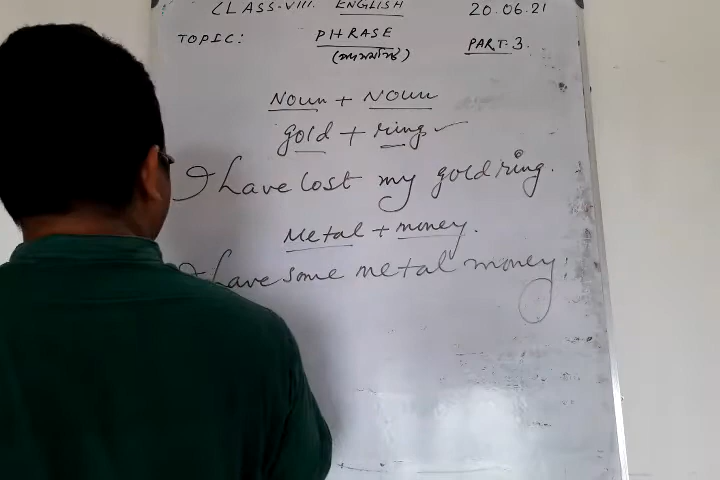 CLASS-VIII. ENGLISH 20.06.21
TOPIC: PHRASE PART-3.
Noun + Noun
gold + ring ✓
I have lost my gold ring.
Metal + money.
I have some metal money.